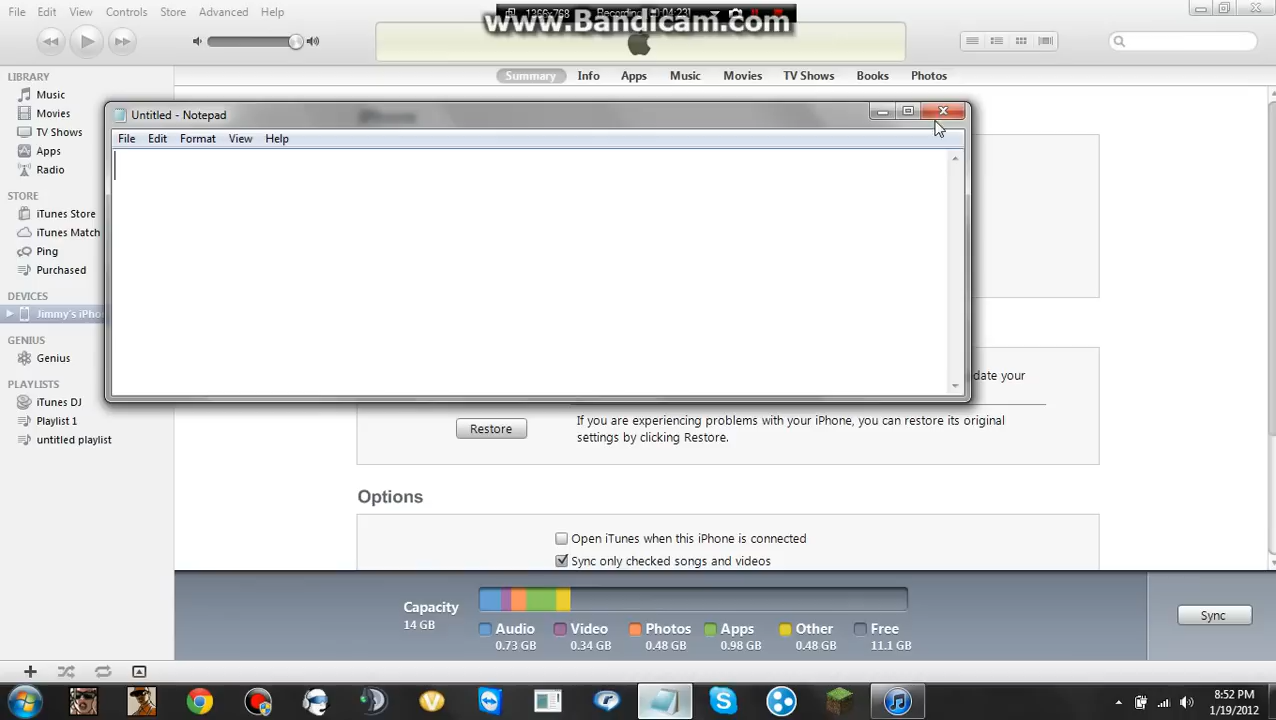 File Edit View Controls Store Advanced Help
1366x768
www.Bandicam.com
Summary Info Apps Music Movies TV Shows Books Photos
LIBRARY
Music
Movies
TV Shows
Apps
Radio
STORE
iTunes Store
iTunes Match
Ping
Purchased
DEVICES
Jimmy's iPho
GENIUS
Genius
PLAYLISTS
iTunes DJ
Playlist 1
untitled playlist
Untitled - Notepad
File Edit Format View Help
date your
Restore
If you are experiencing problems with your iPhone, you can restore its original
settings by clicking Restore.
Options
Open iTunes when this iPhone is connected
Sync only checked songs and videos
Capacity
14 GB
Audio
0.73 GB
Video
0.34 GB
Photos
0.48 GB
Apps
0.98 GB
Other
0.48 GB
Free
11.1 GB
Sync
8:52 PM
1/19/2012